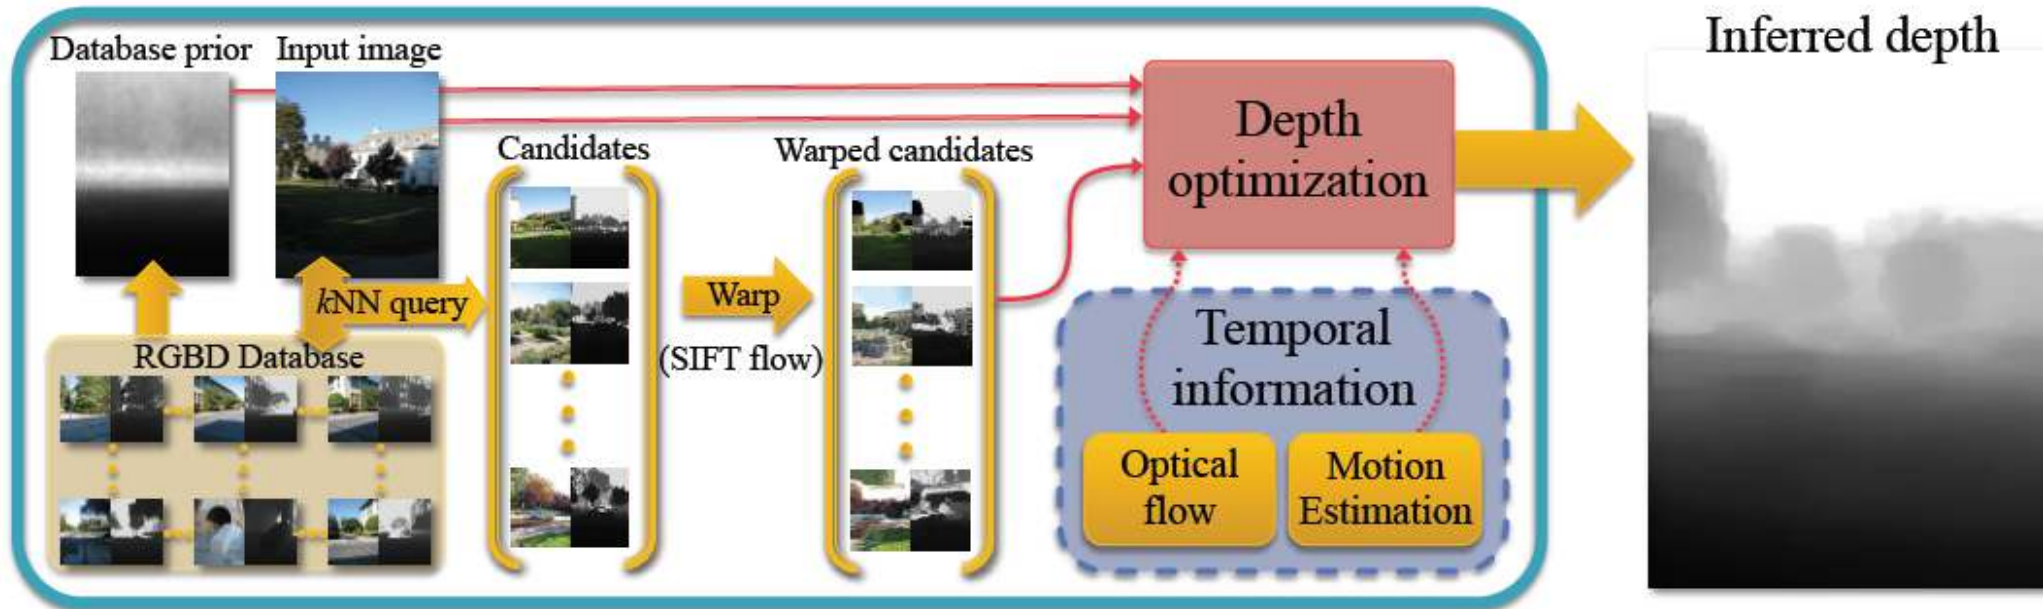 Database prior
Input image
Inferred depth
Depth
optimization
Candidates
Warped candidates
kNN query
Warp
(SIFT flow)
RGBD Database
Temporal
information
Optical
flow
Motion
Estimation